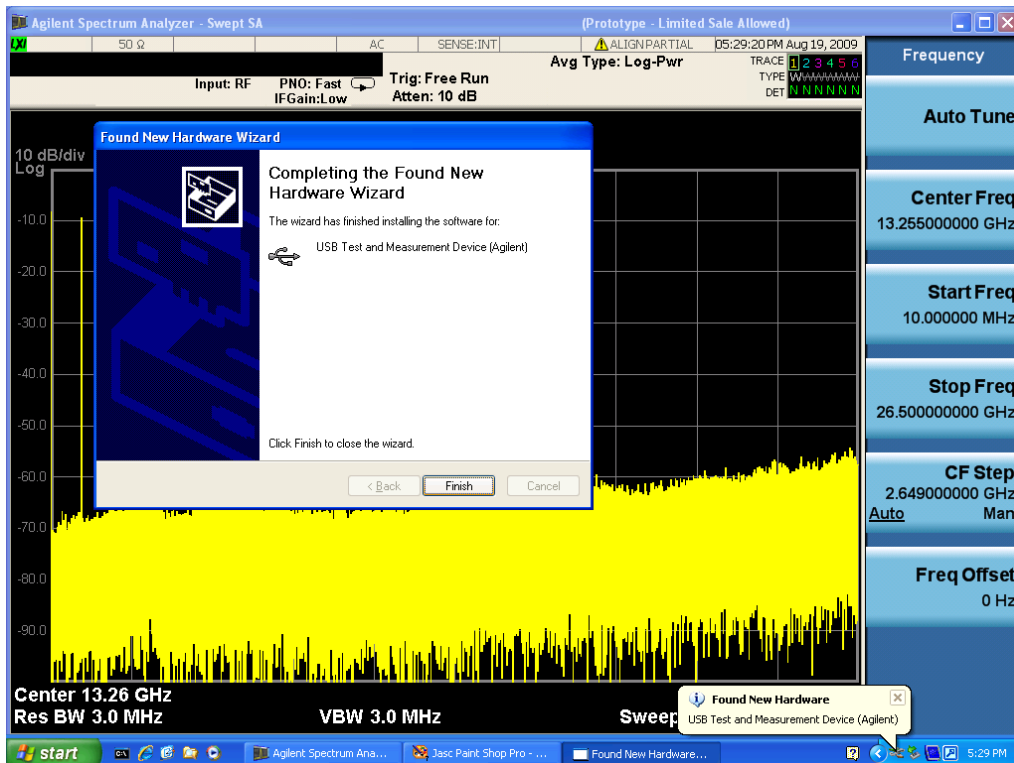 Agilent Spectrum Analyzer - Swept SA (Prototype - Limited Sale Allowed)
LXI 50 Ω AC SENSE:INT ALIGN PARTIAL 05:29:20 PM Aug 19, 2009
Input: RF
PNO: Fast
IFGain:Low
Trig: Free Run
Atten: 10 dB
Avg Type: Log-Pwr
TRACE 1 2 3 4 5 6
TYPE
DET N N N N N N
10 dB/div
Log
-10.0
-20.0
-30.0
-40.0
-50.0
-60.0
-70.0
-80.0
-90.0
Found New Hardware Wizard
Completing the Found New
Hardware Wizard
The wizard has finished installing the software for:
USB Test and Measurement Device (Agilent)
Click Finish to close the wizard.
< Back Finish Cancel
Center 13.26 GHz
Res BW 3.0 MHz
VBW 3.0 MHz
Sweep
Frequency
Auto Tune
Center Freq
13.255000000 GHz
Start Freq
10.000000 MHz
Stop Freq
26.500000000 GHz
CF Step
2.649000000 GHz
Auto Man
Freq Offset
0 Hz
Found New Hardware
USB Test and Measurement Device (Agilent)
start
Agilent Spectrum Ana...
Jasc Paint Shop Pro - ...
Found New Hardware...
5:29 PM